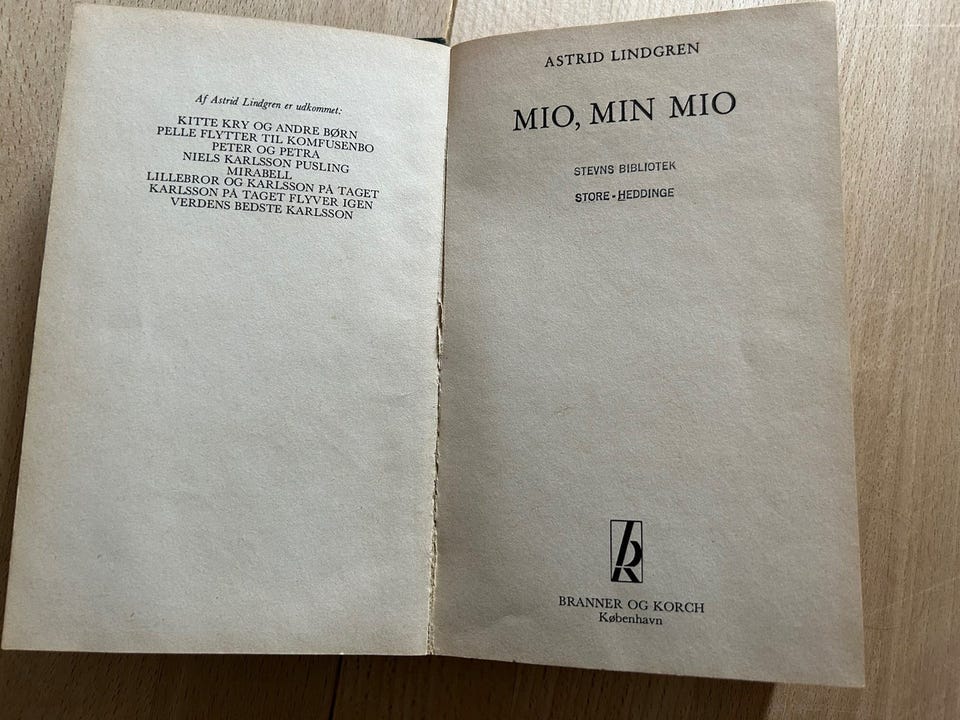 Af Astrid Lindgren er udkommet:
KITTE KRY OG ANDRE BØRN
PELLE FLYTTER TIL KOMFUSENBO
PETER OG PETRA
NIELS KARLSSON PUSLING
MIRABELL
LILLEBROR OG KARLSSON PÅ TAGET
KARLSSON PÅ TAGET FLYVER IGEN
VERDENS BEDSTE KARLSSON
ASTRID LINDGREN
MIO, MIN MIO
STEVNS BIBLIOTEK
STORE-HEDDINGE
bk
BRANNER OG KORCH
København